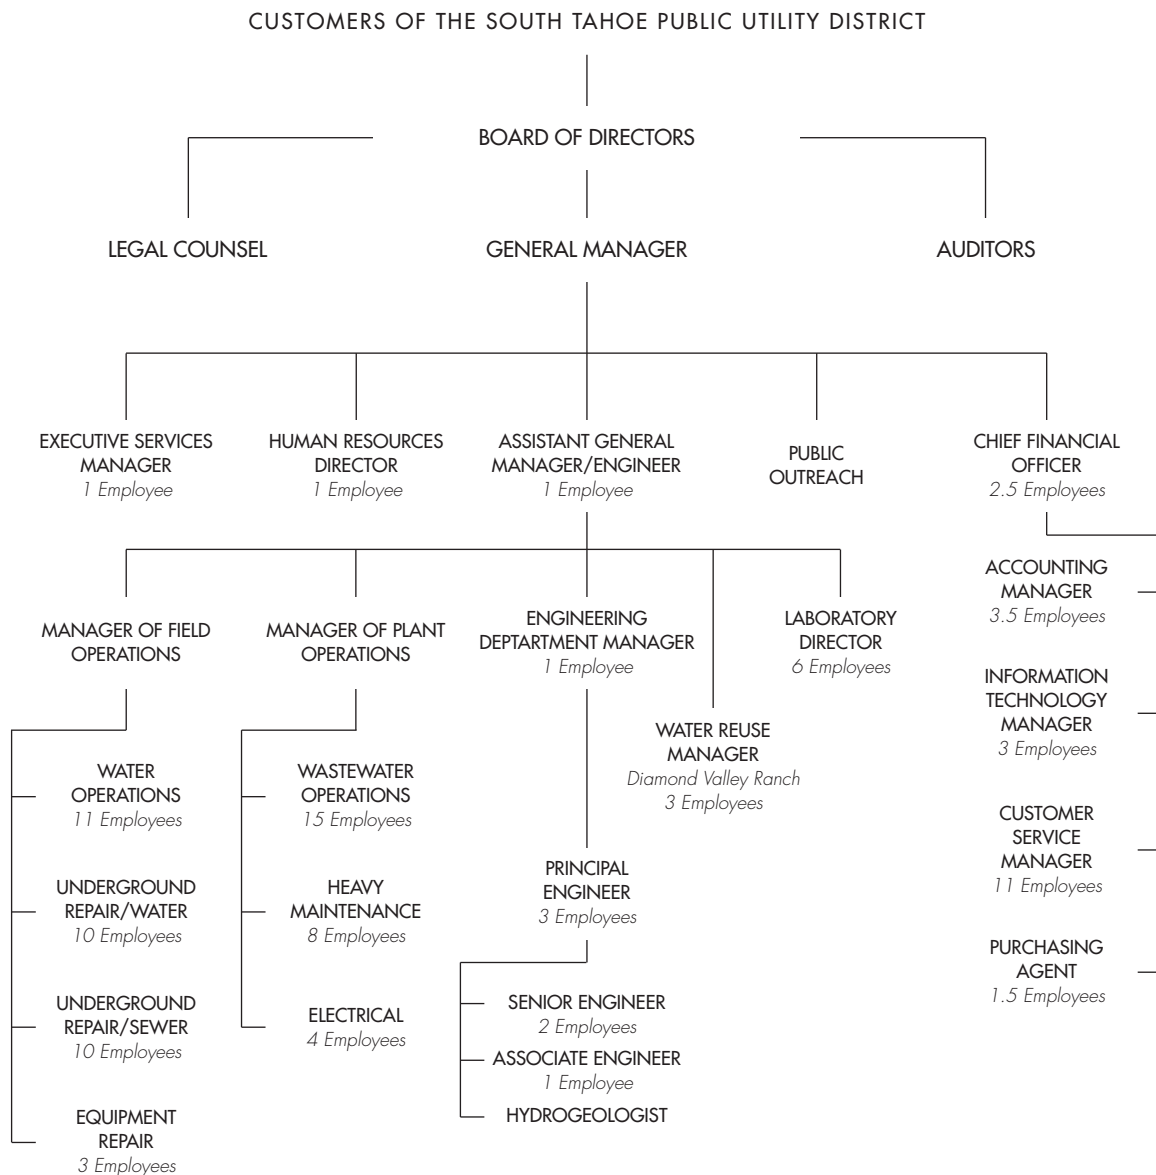 CUSTOMERS OF THE SOUTH TAHOE PUBLIC UTILITY DISTRICT
BOARD OF DIRECTORS
LEGAL COUNSEL
GENERAL MANAGER
AUDITORS
EXECUTIVE SERVICES
MANAGER
1 Employee
HUMAN RESOURCES
DIRECTOR
1 Employee
ASSISTANT GENERAL
MANAGER/ENGINEER
1 Employee
PUBLIC
OUTREACH
CHIEF FINANCIAL
OFFICER
2.5 Employees
MANAGER OF FIELD
OPERATIONS
MANAGER OF PLANT
OPERATIONS
ENGINEERING
DEPTARTMENT MANAGER
1 Employee
WATER REUSE
MANAGER
Diamond Valley Ranch
3 Employees
LABORATORY
DIRECTOR
6 Employees
ACCOUNTING
MANAGER
3.5 Employees
INFORMATION
TECHNOLOGY
MANAGER
3 Employees
CUSTOMER
SERVICE
MANAGER
11 Employees
PURCHASING
AGENT
1.5 Employees
WATER
OPERATIONS
11 Employees
UNDERGROUND
REPAIR/WATER
10 Employees
UNDERGROUND
REPAIR/SEWER
10 Employees
EQUIPMENT
REPAIR
3 Employees
WASTEWATER
OPERATIONS
15 Employees
HEAVY
MAINTENANCE
8 Employees
ELECTRICAL
4 Employees
PRINCIPAL
ENGINEER
3 Employees
SENIOR ENGINEER
2 Employees
ASSOCIATE ENGINEER
1 Employee
HYDROGEOLOGIST